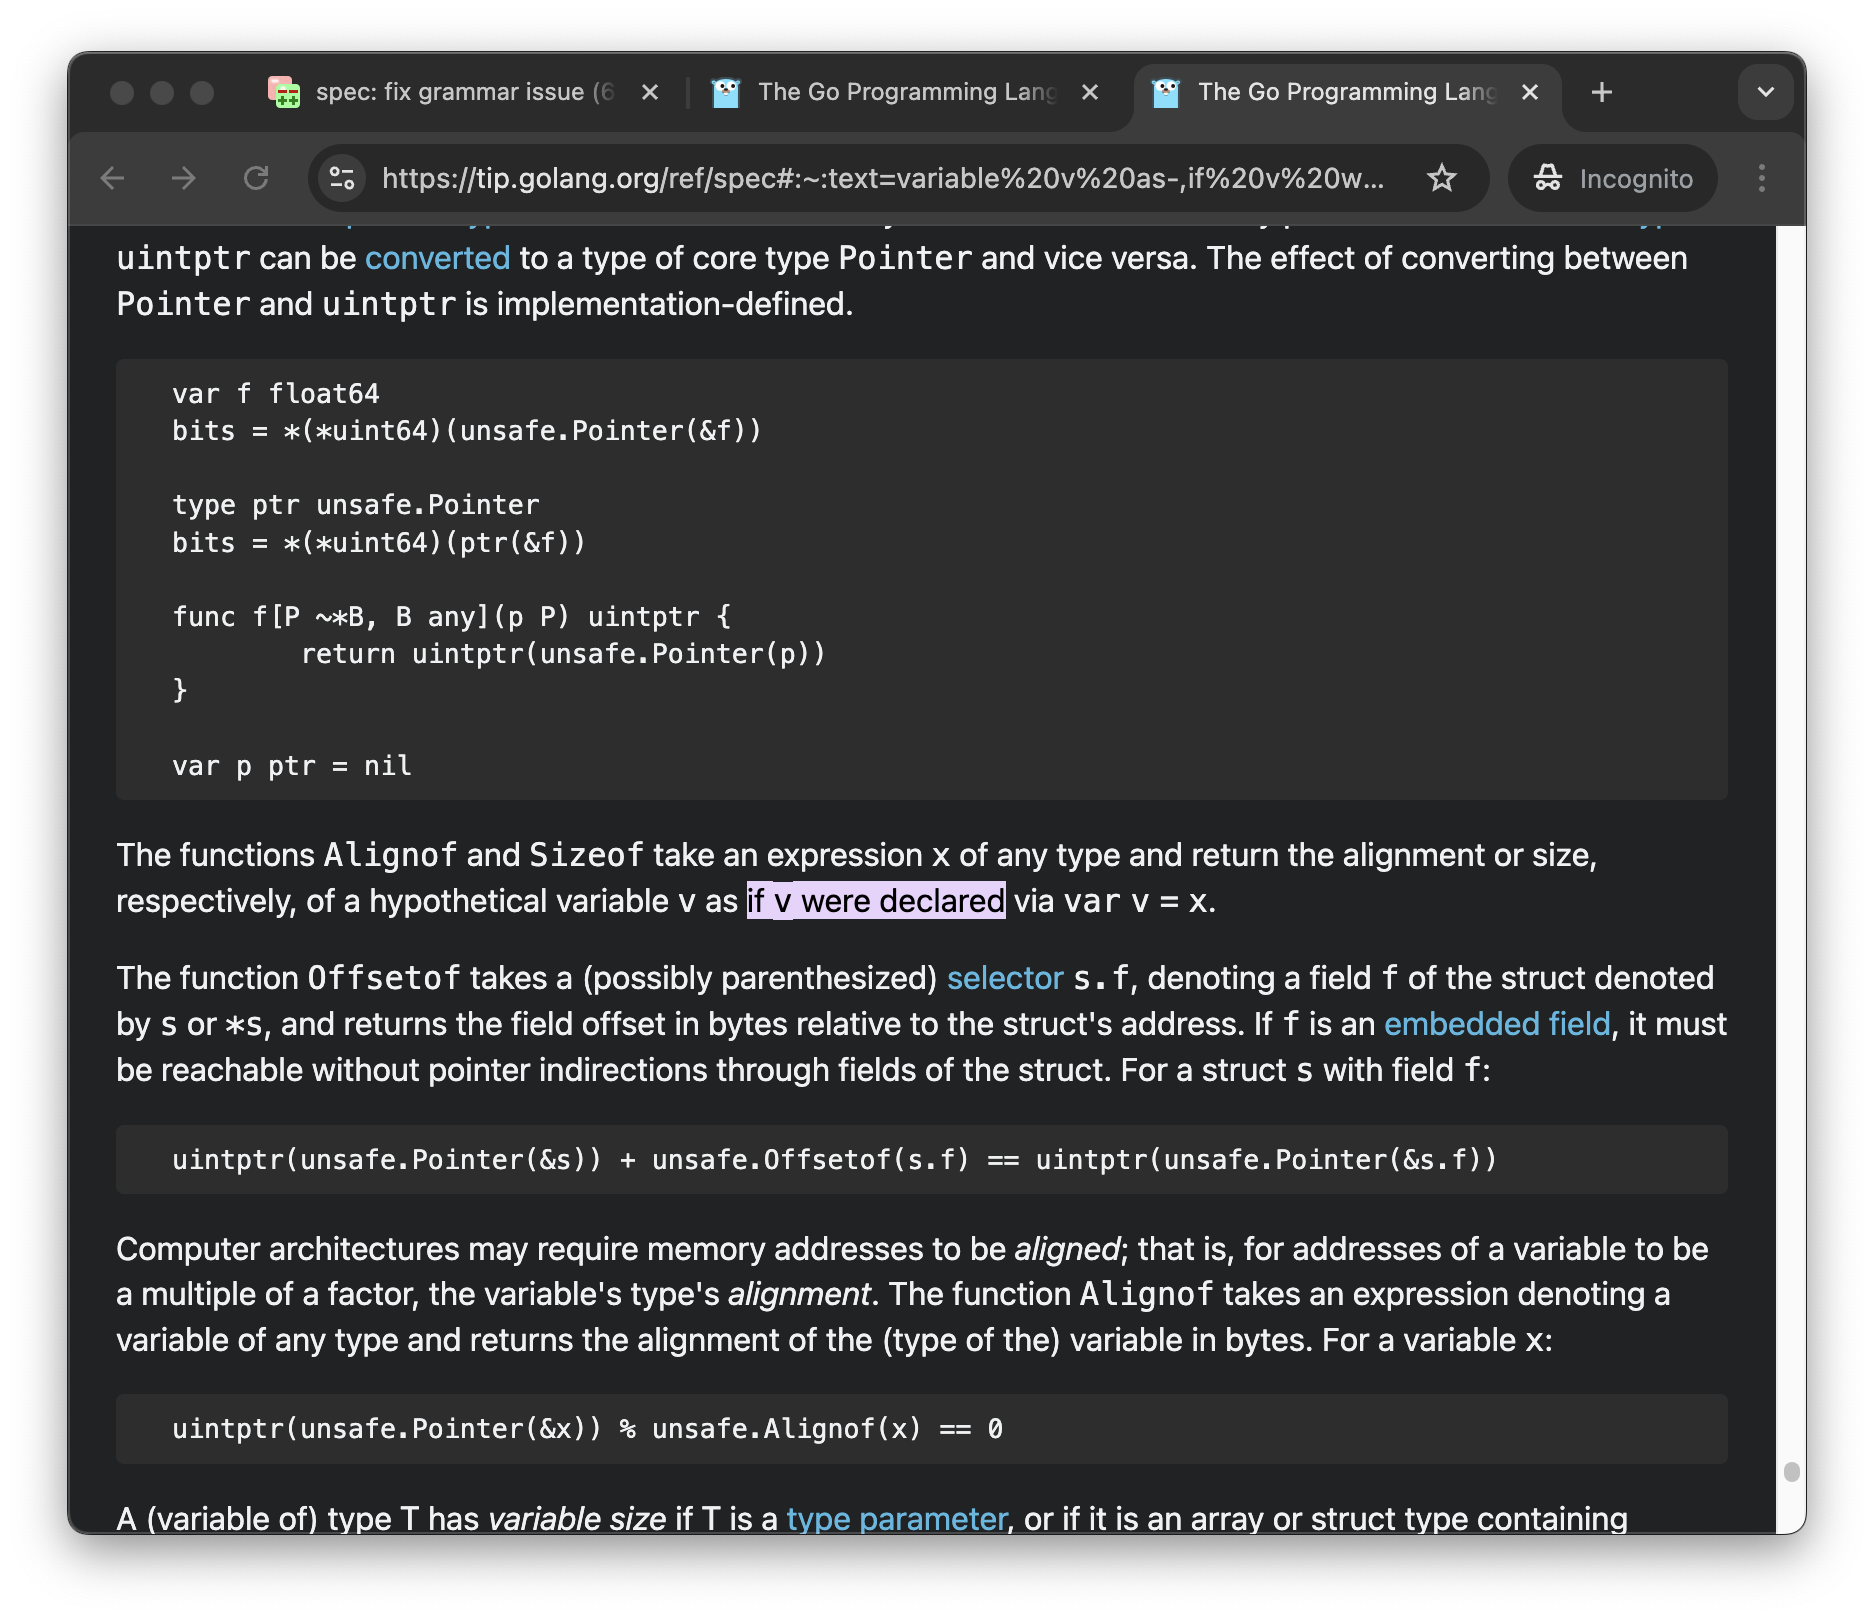 spec: fix grammar issue (6
The Go Programming Lang
The Go Programming Lang
https://tip.golang.org/ref/spec#:~:text=variable%20v%20as-,if%20v%20w...
Incognito
uintptr can be converted to a type of core type Pointer and vice versa. The effect of converting between
Pointer and uintptr is implementation-defined.
var f float64
bits = *(*uint64)(unsafe.Pointer(&f))
type ptr unsafe.Pointer
bits = *(*uint64)(ptr(&f))
func f[P ~*B, B any](p P) uintptr {
return uintptr(unsafe.Pointer(p))
}
var p ptr = nil
The functions Alignof and Sizeof take an expression x of any type and return the alignment or size,
respectively, of a hypothetical variable v as if v were declared via var v = x.
The function Offsetof takes a (possibly parenthesized) selector s.f, denoting a field f of the struct denoted
by s or *s, and returns the field offset in bytes relative to the struct's address. If f is an embedded field, it must
be reachable without pointer indirections through fields of the struct. For a struct s with field f:
uintptr(unsafe.Pointer(&s)) + unsafe.Offsetof(s.f) == uintptr(unsafe.Pointer(&s.f))
Computer architectures may require memory addresses to be aligned; that is, for addresses of a variable to be
a multiple of a factor, the variable's type's alignment. The function Alignof takes an expression denoting a
variable of any type and returns the alignment of the (type of the) variable in bytes. For a variable x:
uintptr(unsafe.Pointer(&x)) % unsafe.Alignof(x) == 0
A (variable of) type T has variable size if T is a type parameter, or if it is an array or struct type containing